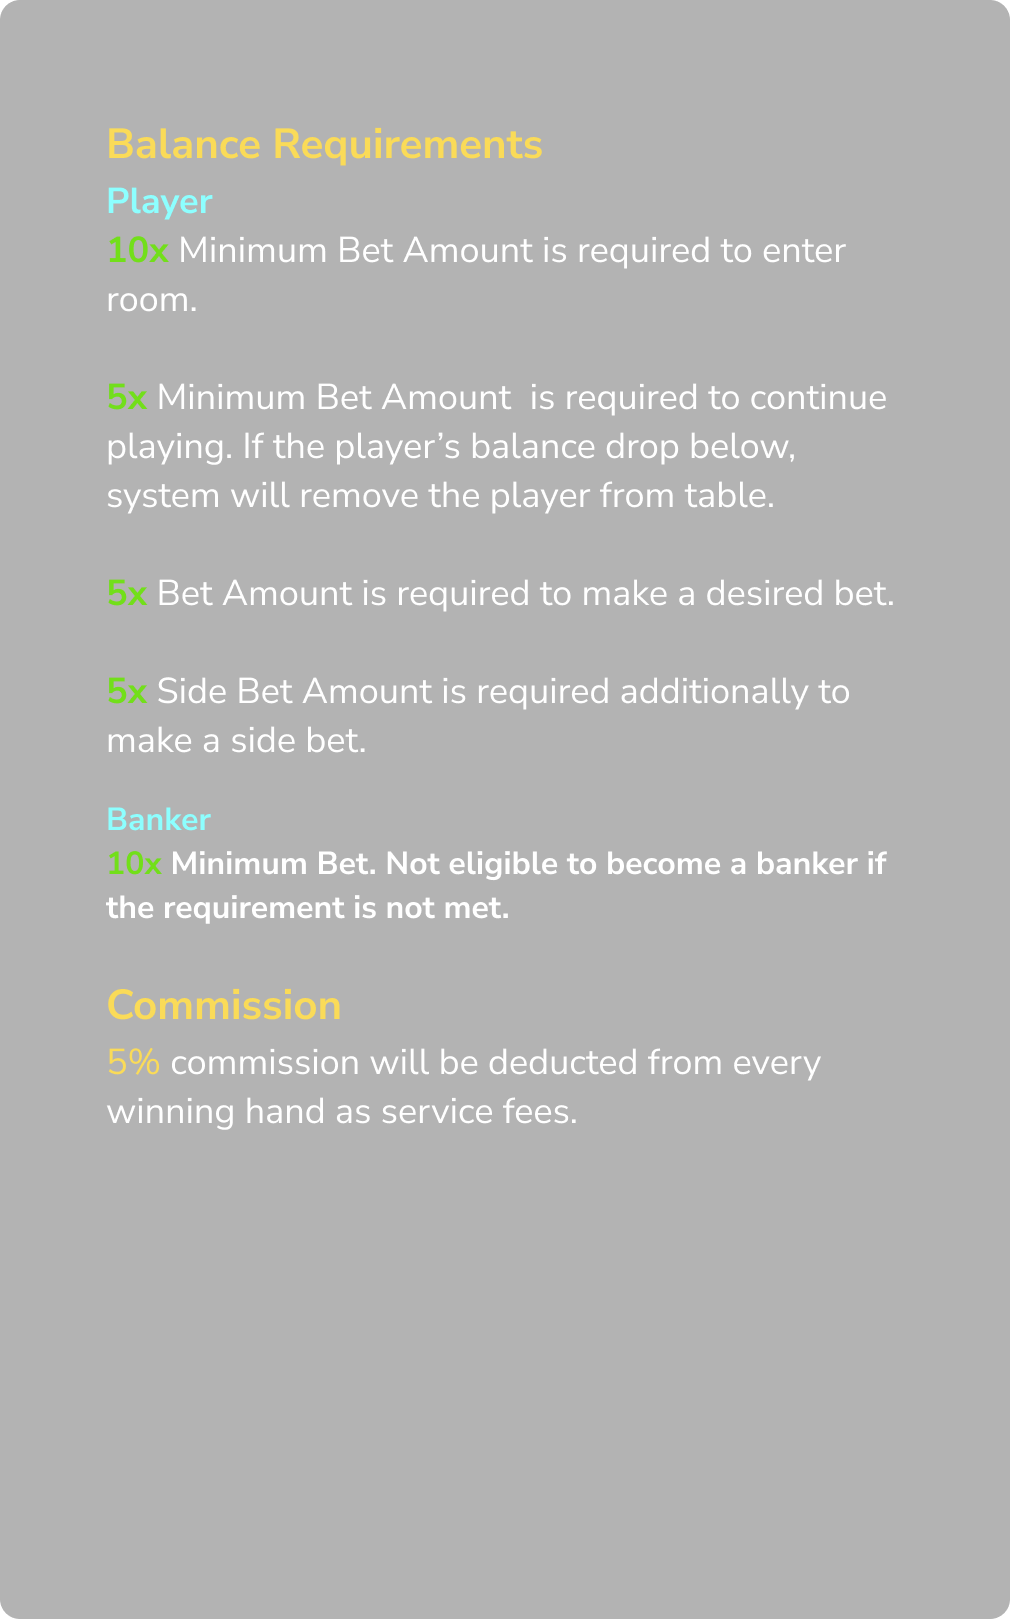 Balance Requirements
Player
10x Minimum Bet Amount is required to enter
room.
5x Minimum Bet Amount  is required to continue
playing. If the player’s balance drop below,
system will remove the player from table.
5x Bet Amount is required to make a desired bet.
5x Side Bet Amount is required additionally to
make a side bet.
Banker
10x Minimum Bet. Not eligible to become a banker if
the requirement is not met.
Commission
5% commission will be deducted from every
winning hand as service fees.